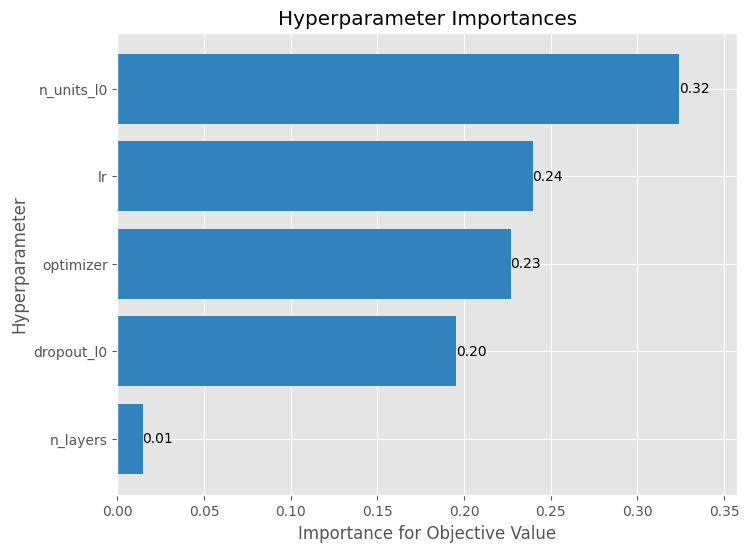 Hyperparameter Importances
Hyperparameter
n_units_l0
0.32
lr
0.24
optimizer
0.23
dropout_l0
0.20
n_layers
0.01
0.00 0.05 0.10 0.15 0.20 0.25 0.30 0.35
Importance for Objective Value